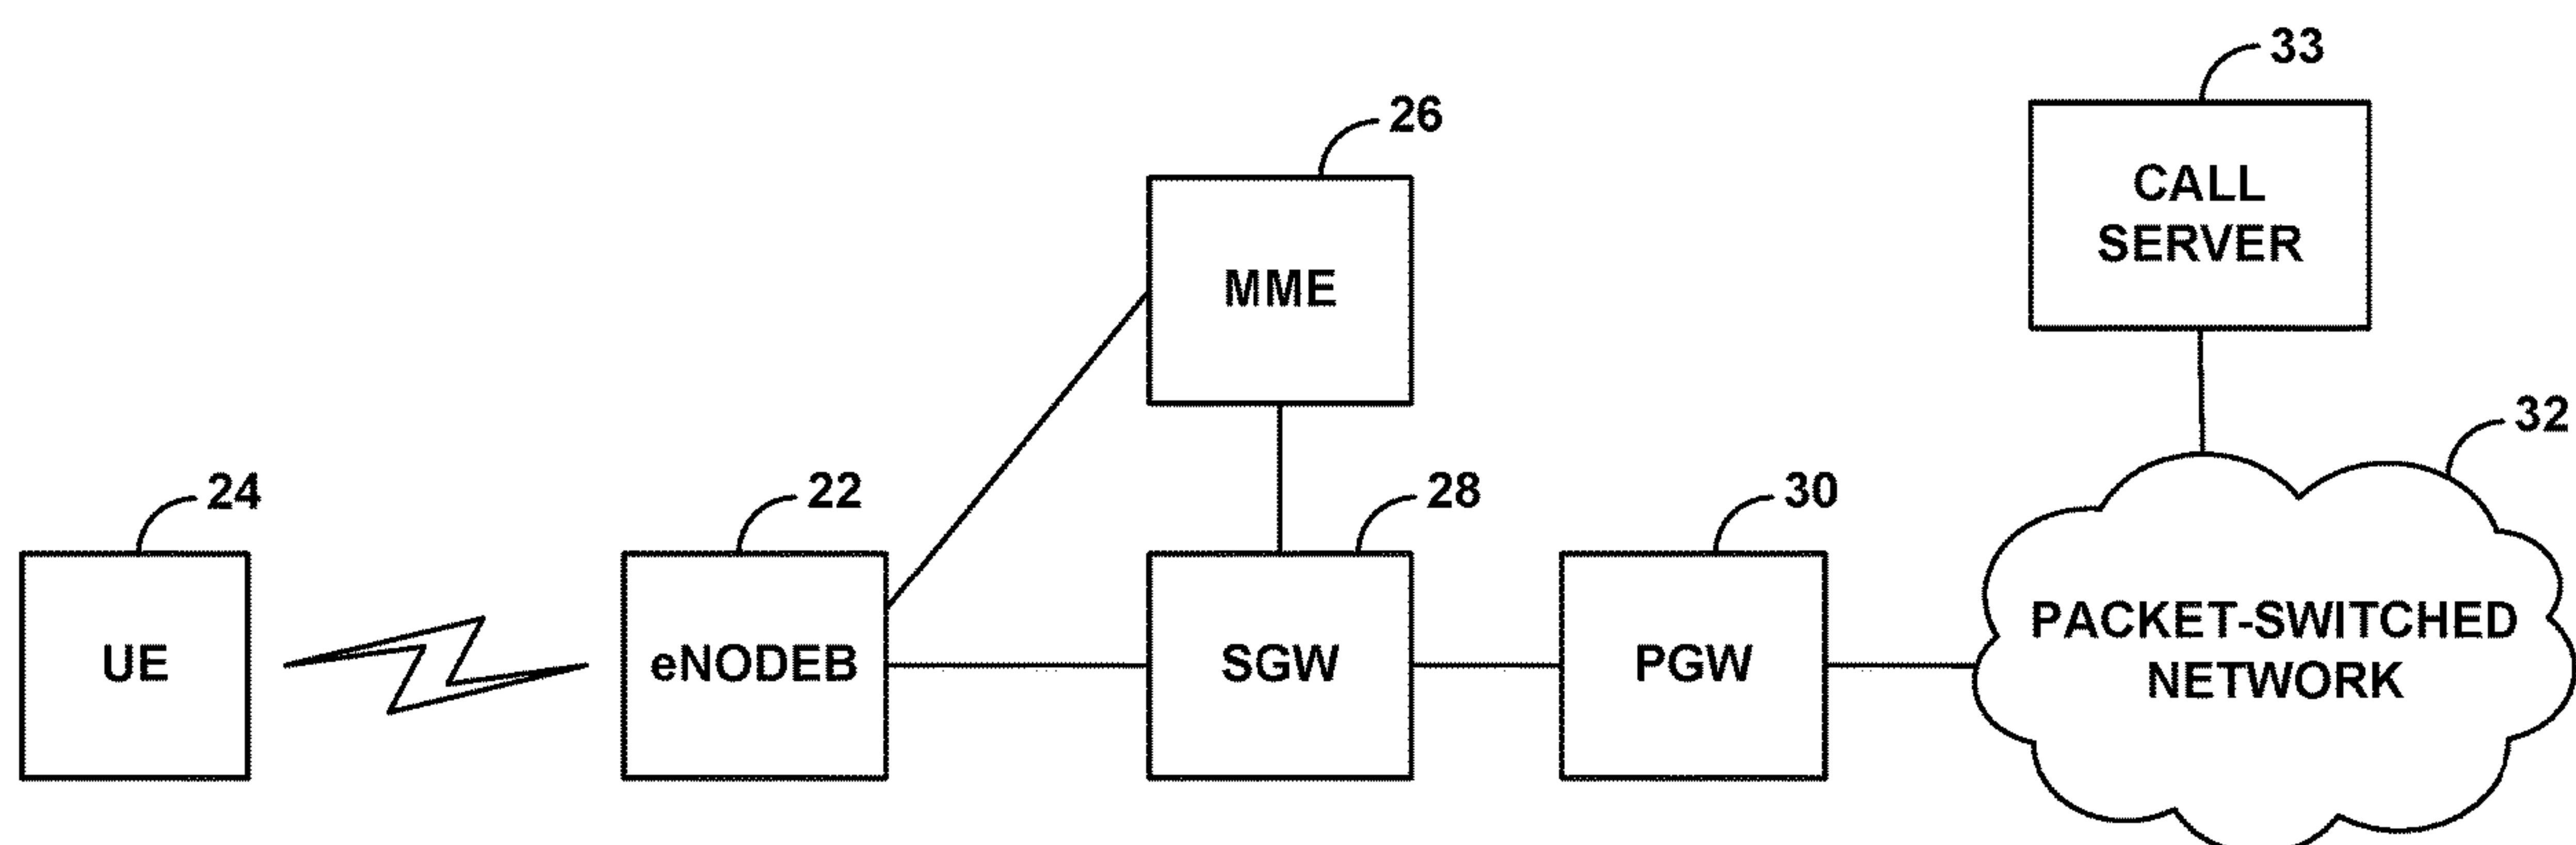 33
26
CALL
SERVER
MME
32
24
22
28
30
PACKET-SWITCHED
NETWORK
UE
eNODEB
SGW
PGW